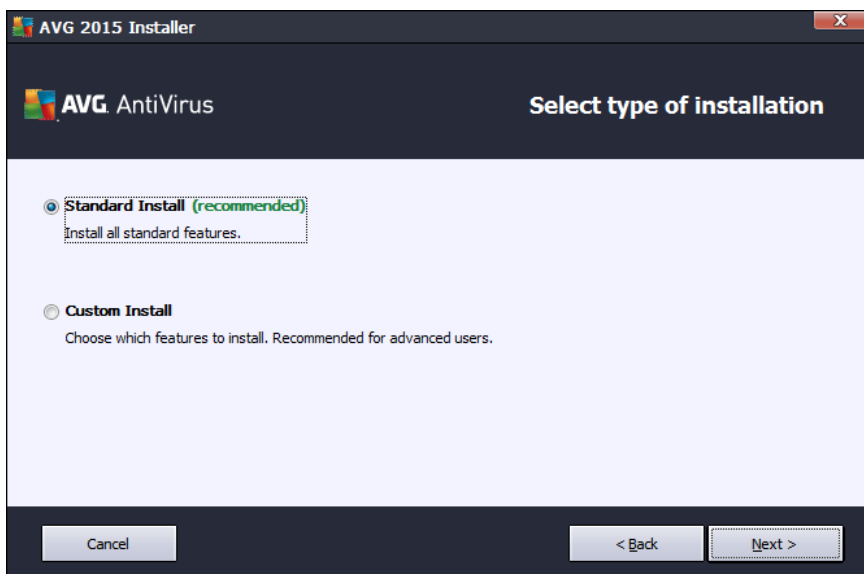 AVG 2015 Installer
AVG. AntiVirus
Select type of installation
Standard Install (recommended)
Install all standard features.
Custom Install
Choose which features to install. Recommended for advanced users.
Cancel
< Back
Next >